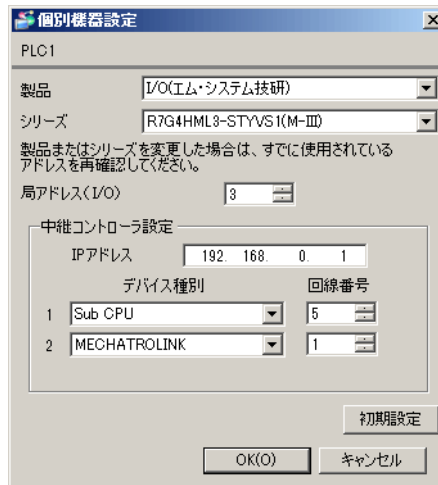 個別機器設定
PLC1
製品 I/O(エム・システム技研)
シリーズ R7G4HML3-STYVS1(M-Ⅲ)
製品またはシリーズを変更した場合は、すでに使用されている
アドレスを再確認してください。
局アドレス(I/O) 3
中継コントローラ設定
IPアドレス 192. 168. 0. 1
デバイス種別 回線番号
1 Sub CPU 5
2 MECHATROLINK 1
初期設定
OK(O) キャンセル